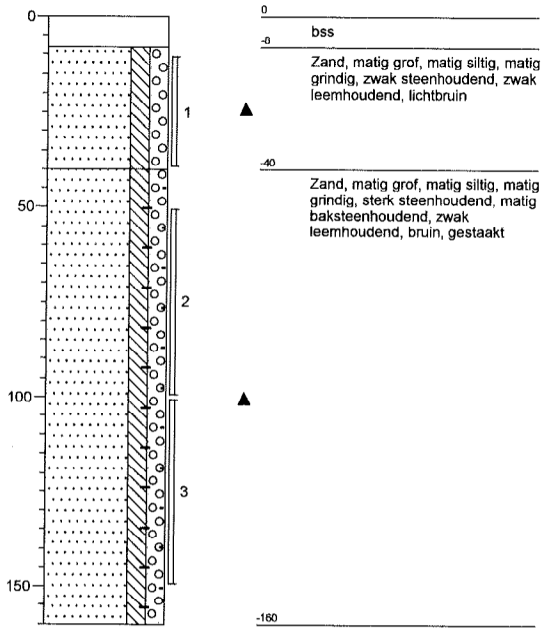 0
0
bss
-0
Zand, matig grof, matig siltig, matig
grindig, zwak steenhoudend, zwak
leemhoudend, lichtbruin
1
-40
Zand, matig grof, matig siltig, matig
grindig, sterk steenhoudend, matig
baksteenhoudend, zwak
leemhoudend, bruin, gestaakt
50
2
100
3
150
-160